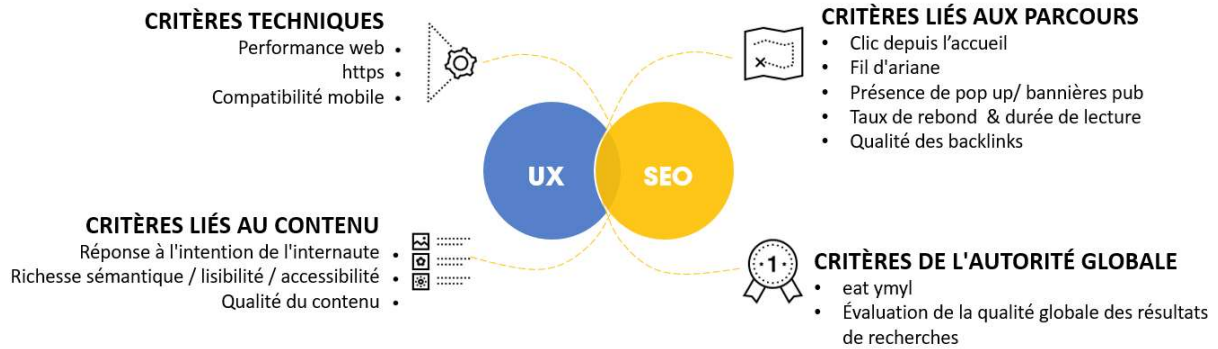 CRITÈRES TECHNIQUES
Performance web
https
Compatibilité mobile
CRITÈRES LIÉS AUX PARCOURS
Clic depuis l’accueil
Fil d'ariane
Présence de pop up/ bannières pub
Taux de rebond & durée de lecture
Qualité des backlinks
UX
SEO
CRITÈRES LIÉS AU CONTENU
Réponse à l'intention de l'internaute
Richesse sémantique / lisibilité / accessibilité
Qualité du contenu
1
CRITÈRES DE L'AUTORITÉ GLOBALE
eat ymyl
Évaluation de la qualité globale des résultats
de recherches